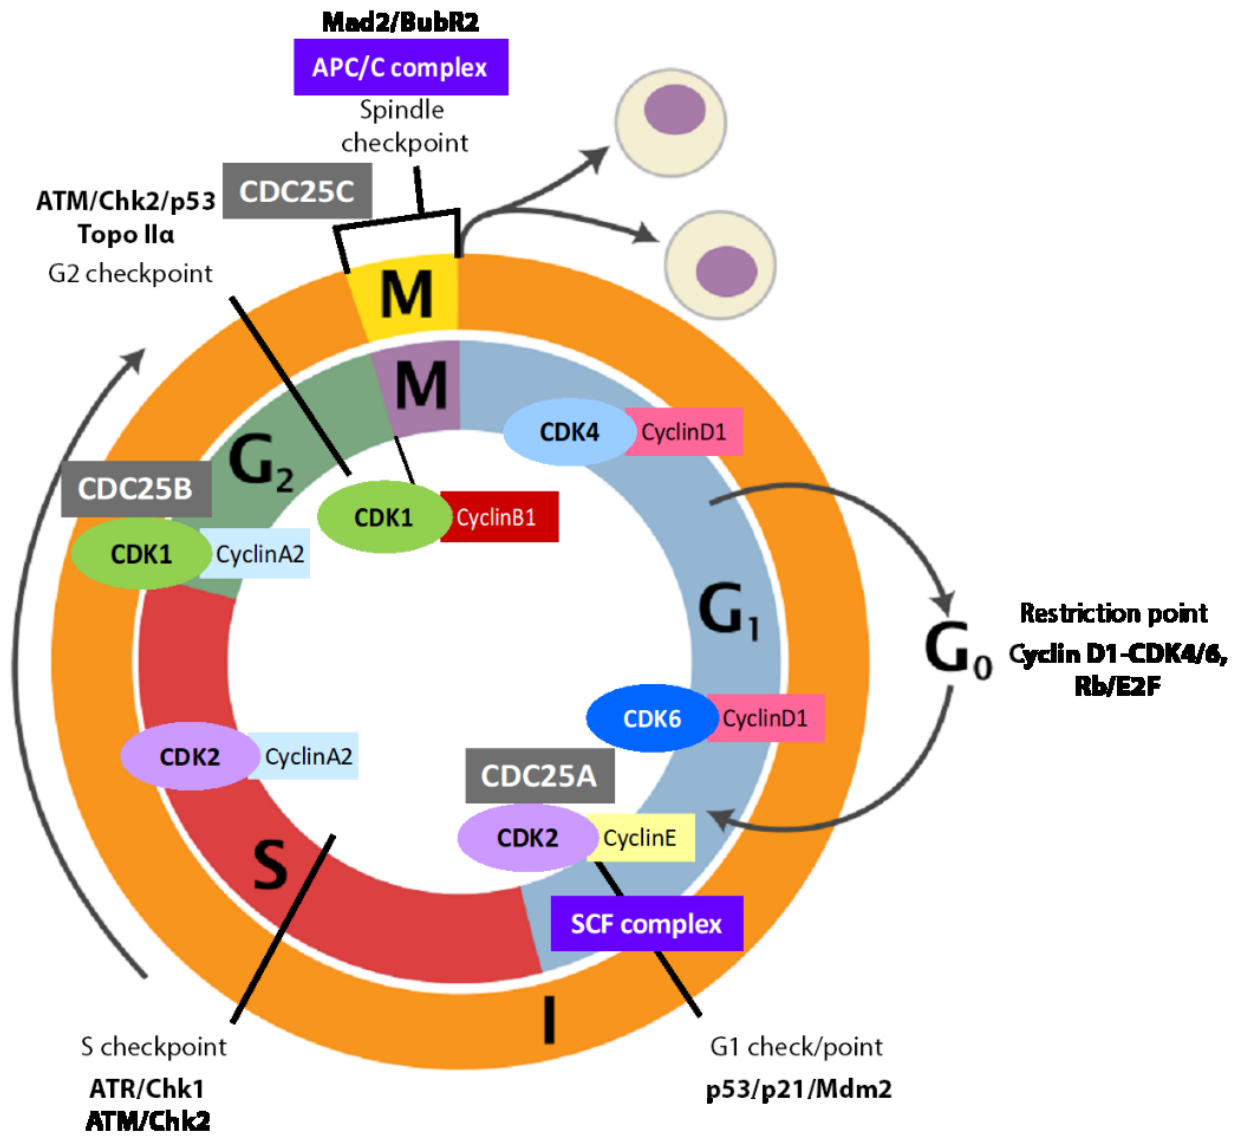 Mad2/BubR2
APC/C complex
Spindle
checkpoint
CDC25C
ATM/Chk2/p53
Topo IIα
G2 checkpoint
M
M
CDK4
CyclinD1
G2
CDC25B
CDK1
CyclinB1
CDK1
CyclinA2
G1
G0
Restriction point
Cyclin D1-CDK4/6,
Rb/E2F
CDK6
CyclinD1
CDK2
CyclinA2
CDC25A
CDK2
CyclinE
S
SCF complex
I
S checkpoint
ATR/Chk1
ATM/Chk2
G1 check/point
p53/p21/Mdm2